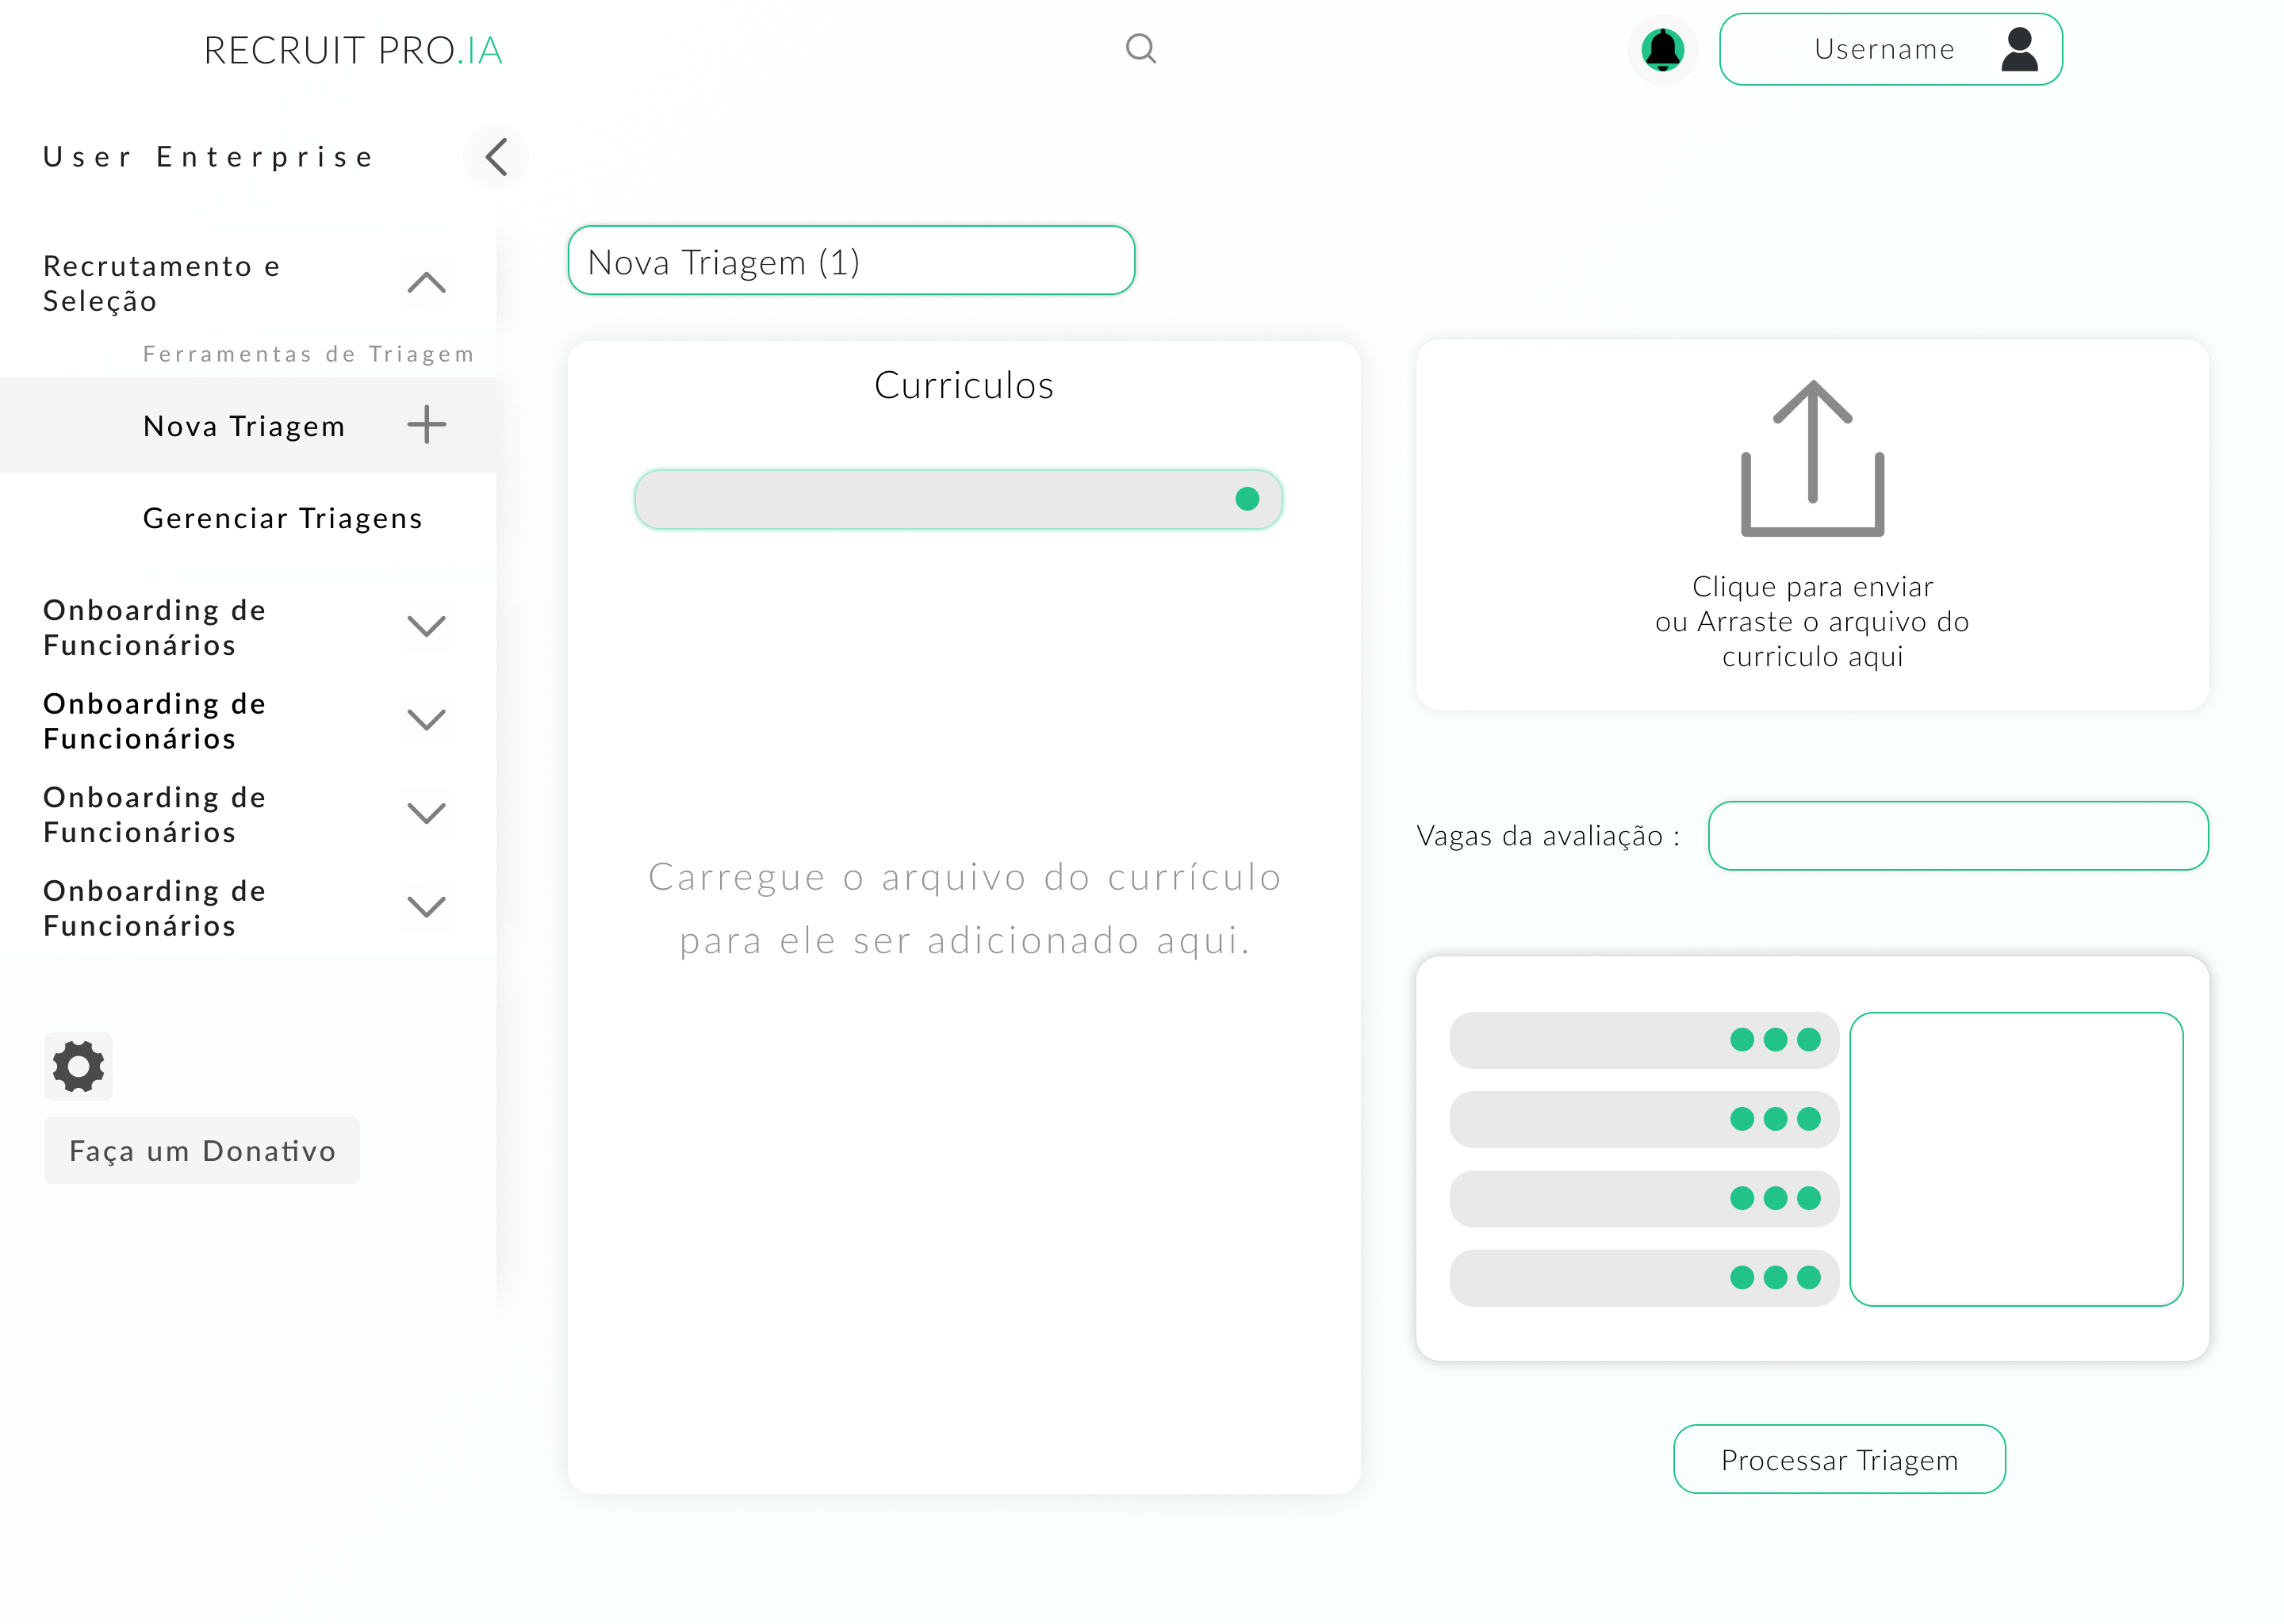 RECRUIT PRO.IA
Username
User Enterprise
Recrutamento e
Seleção
Ferramentas de Triagem
Nova Triagem
Gerenciar Triagens
Onboarding de
Funcionários
Onboarding de
Funcionários
Onboarding de
Funcionários
Onboarding de
Funcionários
Faça um Donativo
Nova Triagem (1)
Curriculos
Carregue o arquivo do currículo
para ele ser adicionado aqui.
Clique para enviar
ou Arraste o arquivo do
curriculo aqui
Vagas da avaliação :
Processar Triagem